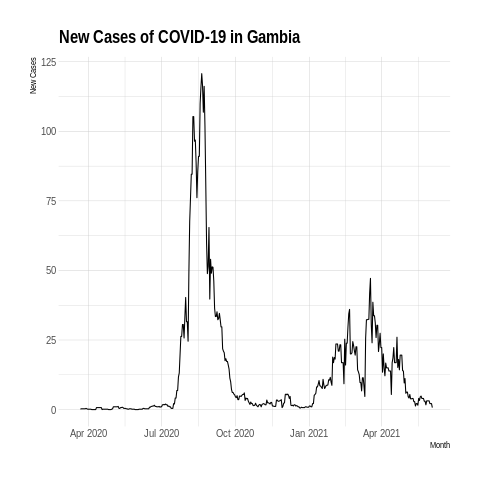 New Cases of COVID-19 in Gambia
New Cases
125
100
75
50
25
0
Apr 2020
Jul 2020
Oct 2020
Jan 2021
Apr 2021
Month